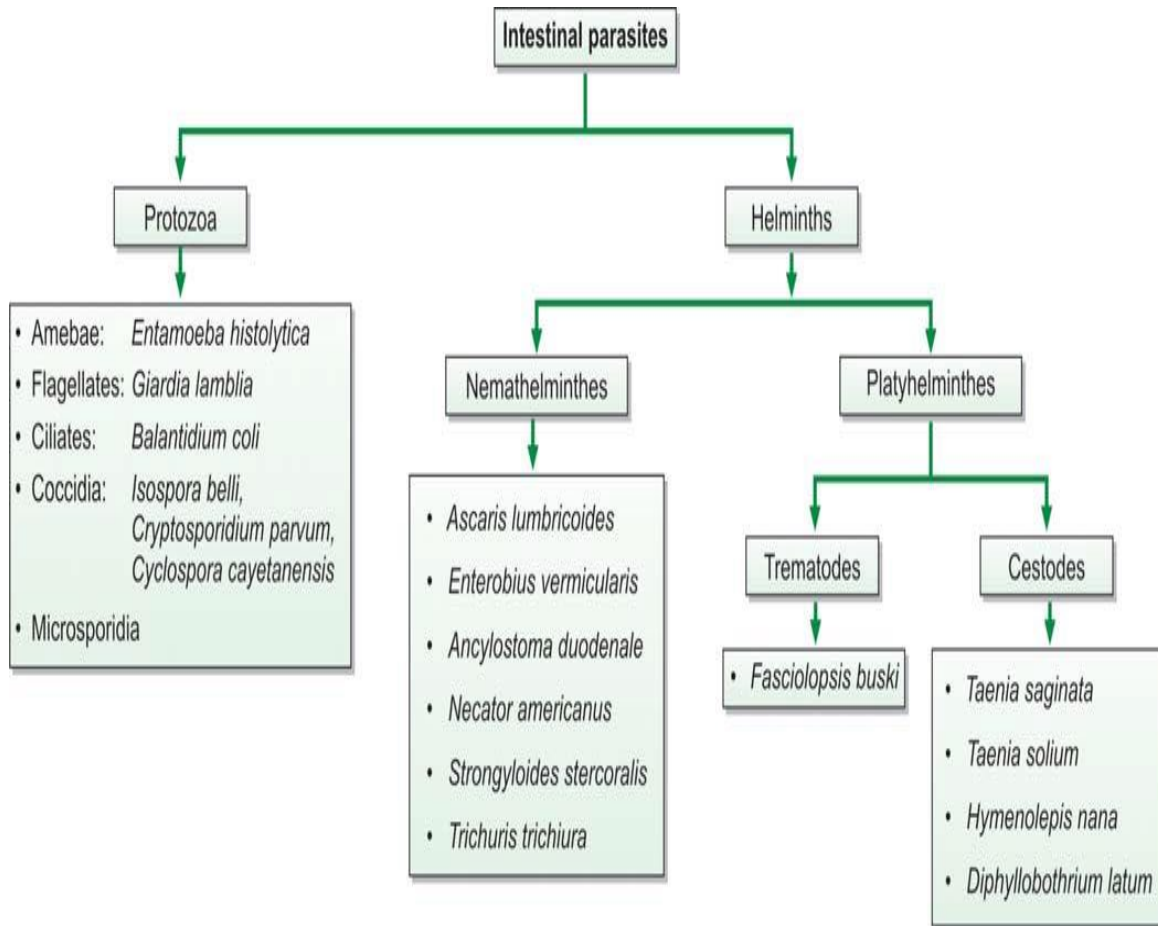 Intestinal parasites
Protozoa
Helminths
• Amebae: Entamoeba histolytica
• Flagellates: Giardia lamblia
• Ciliates: Balantidium coli
• Coccidia: Isospora belli,
Cryptosporidium parvum,
Cyclospora cayetanensis
• Microsporidia
Nemathelminthes
Platyhelminthes
• Ascaris lumbricoides
• Enterobius vermicularis
• Ancylostoma duodenale
• Necator americanus
• Strongyloides stercoralis
• Trichuris trichiura
Trematodes
Cestodes
• Fasciolopsis buski
• Taenia saginata
• Taenia solium
• Hymenolepis nana
• Diphyllobothrium latum